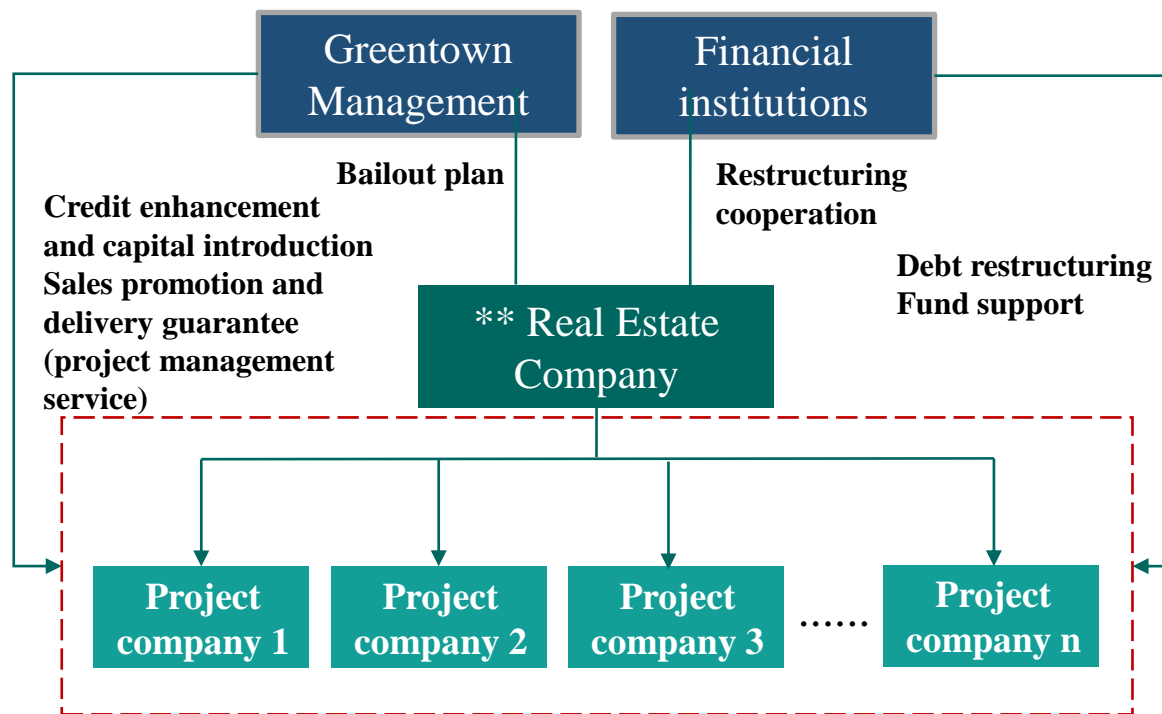 Greentown
Management
Financial
institutions
Bailout plan
Restructuring
cooperation
Credit enhancement
and capital introduction
Sales promotion and
delivery guarantee
(project management
service)
Debt restructuring
Fund support
** Real Estate
Company
Project
company 1
Project
company 2
Project
company 3
......
Project
company n